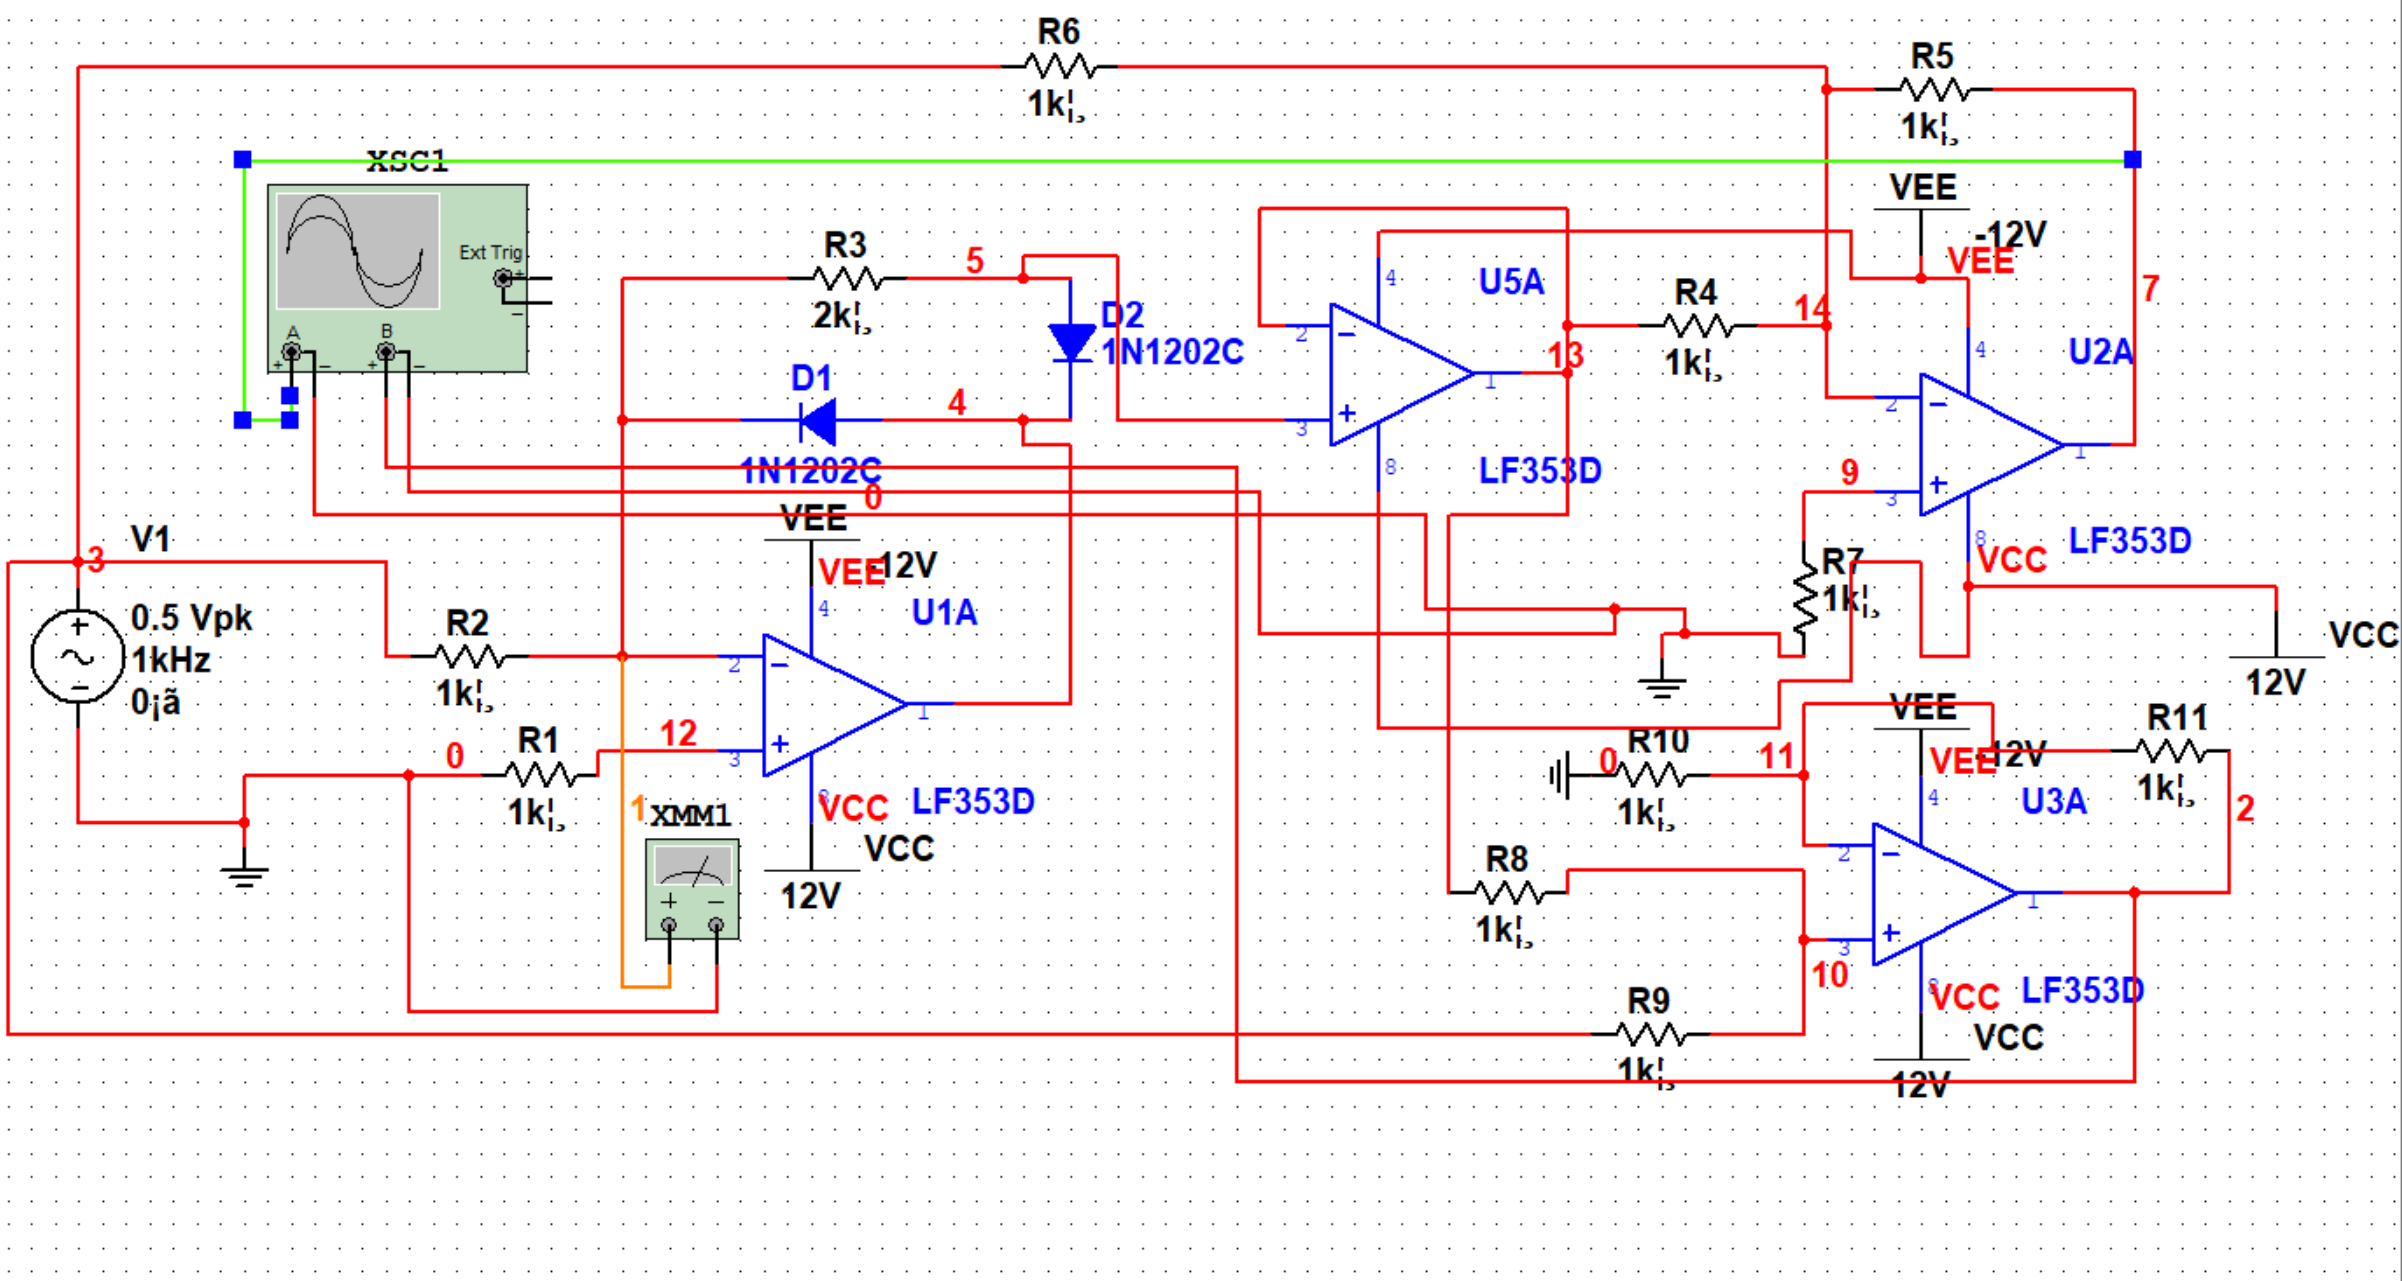 R6
1k¦¸
R5
1k¦¸
XSC1
Ext Trig
+
−
A
B
+
−
+
−
VEE
-12V
VEE
7
R3
2k¦¸
5
D2
1N1202C
U5A
4
2
3
1
8
LF353D
13
R4
1k¦¸
14
U2A
4
2
3
1
8
9
LF353D
VCC
D1
4
1N1202C
0
VEE
-12V
VEE
V1
3
0.5 Vpk
1kHz
0¡ã
R2
1k¦¸
U1A
4
2
3
1
R7
1k¦¸
VCC
12V
R1
1k¦¸
0
12
VCC
LF353D
VCC
12V
1
XMM1
+
−
R10
0
1k¦¸
11
VEE
-12V
VEE
R11
1k¦¸
2
U3A
4
2
3
1
R8
1k¦¸
10
VCC
LF353D
VCC
12V
R9
1k¦¸